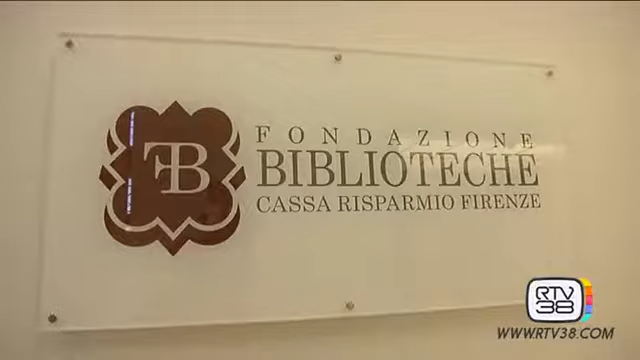 FB
FONDAZIONE
BIBLIOTECHE
CASSA RISPARMIO FIRENZE
RTV
38
WWW.RTV38.COM